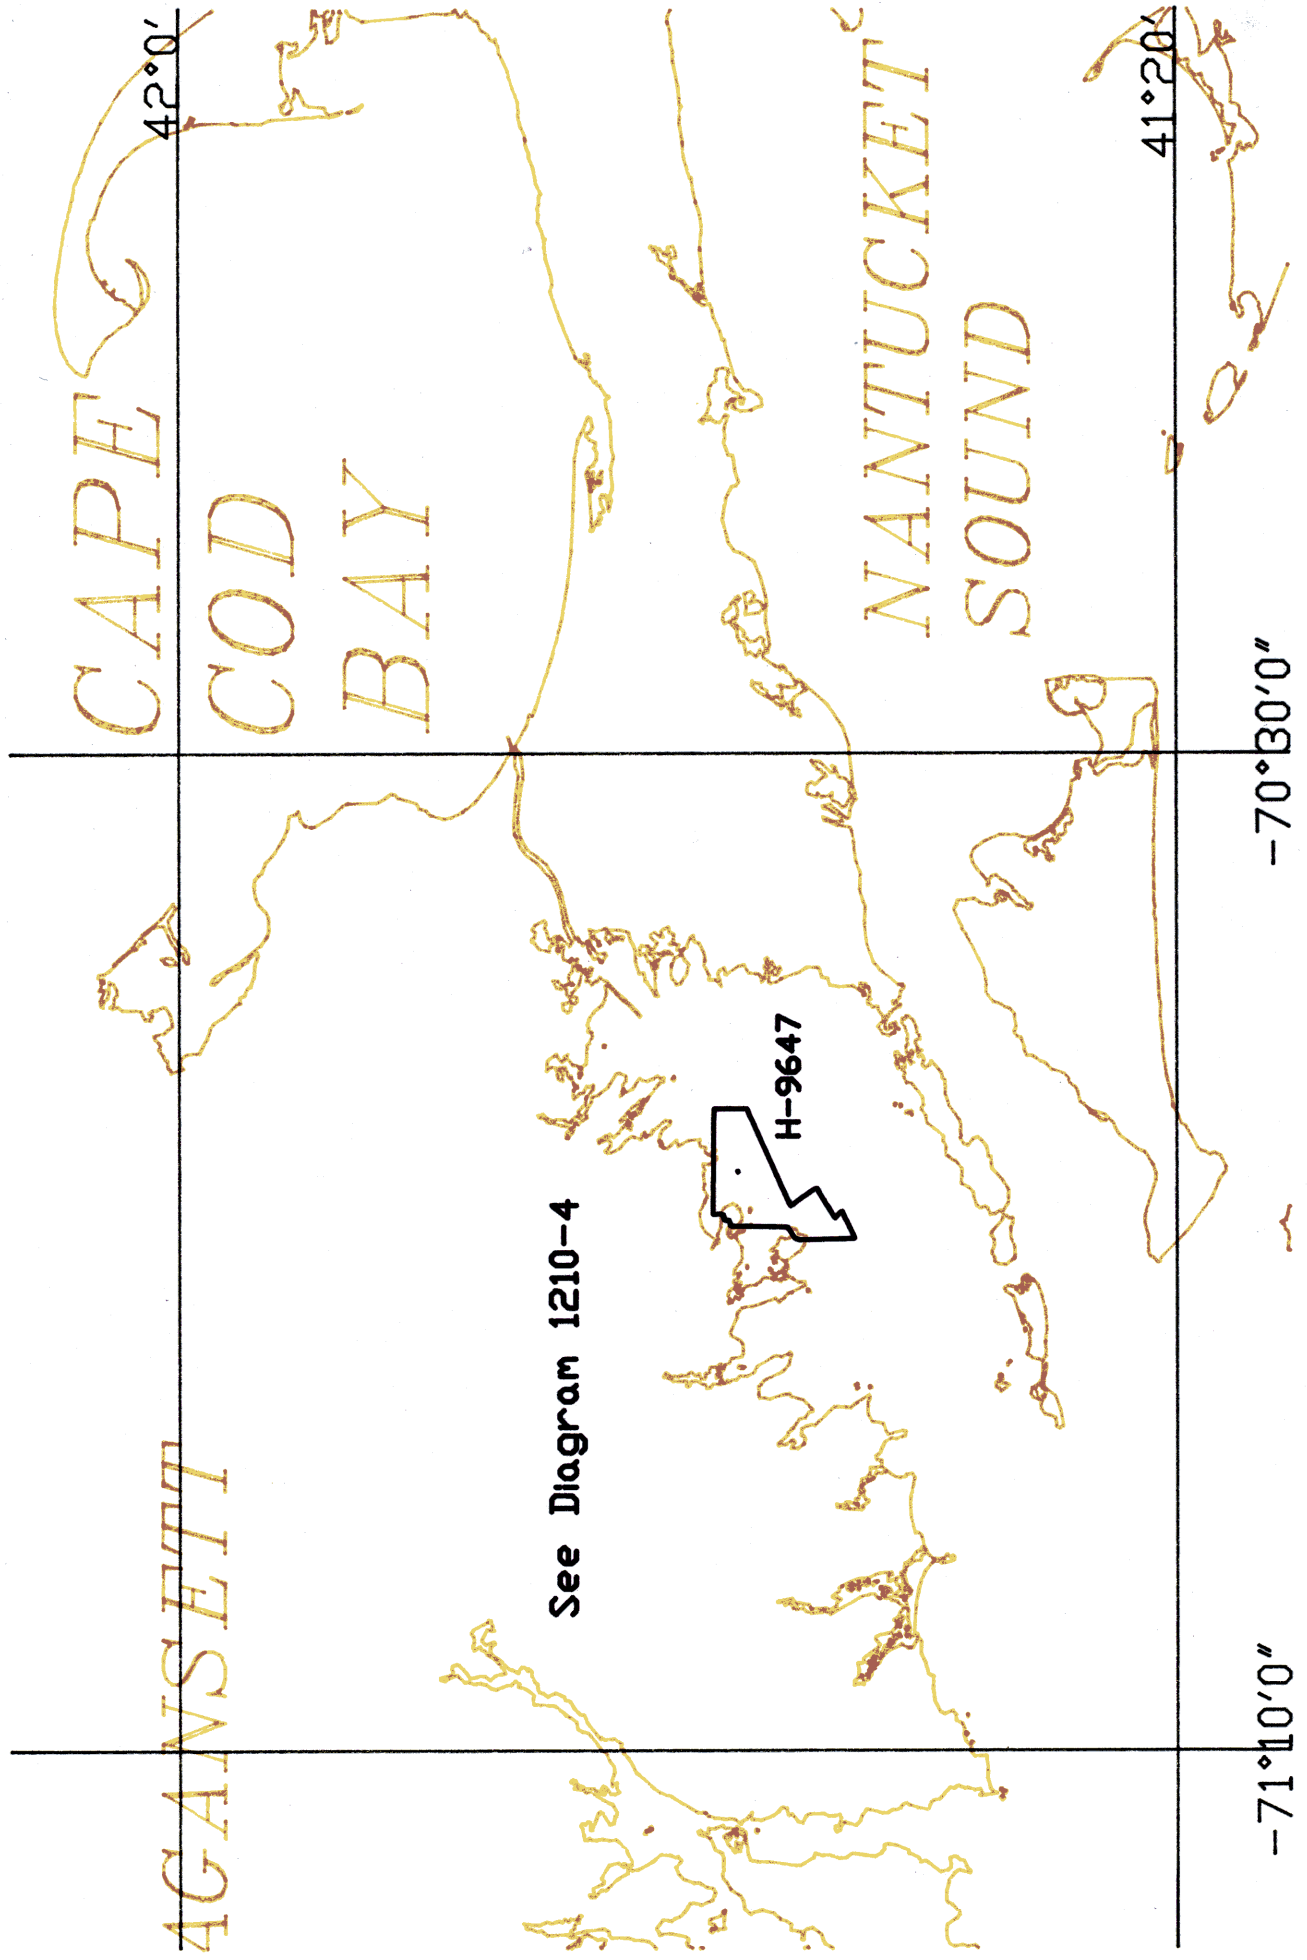 42°0′
CAPE
COD
BAY
AGANSETT
See Diagram 1210-4
H-9647
NANTUCKET
SOUND
41°20′
-71°10′0″
-70°30′0″